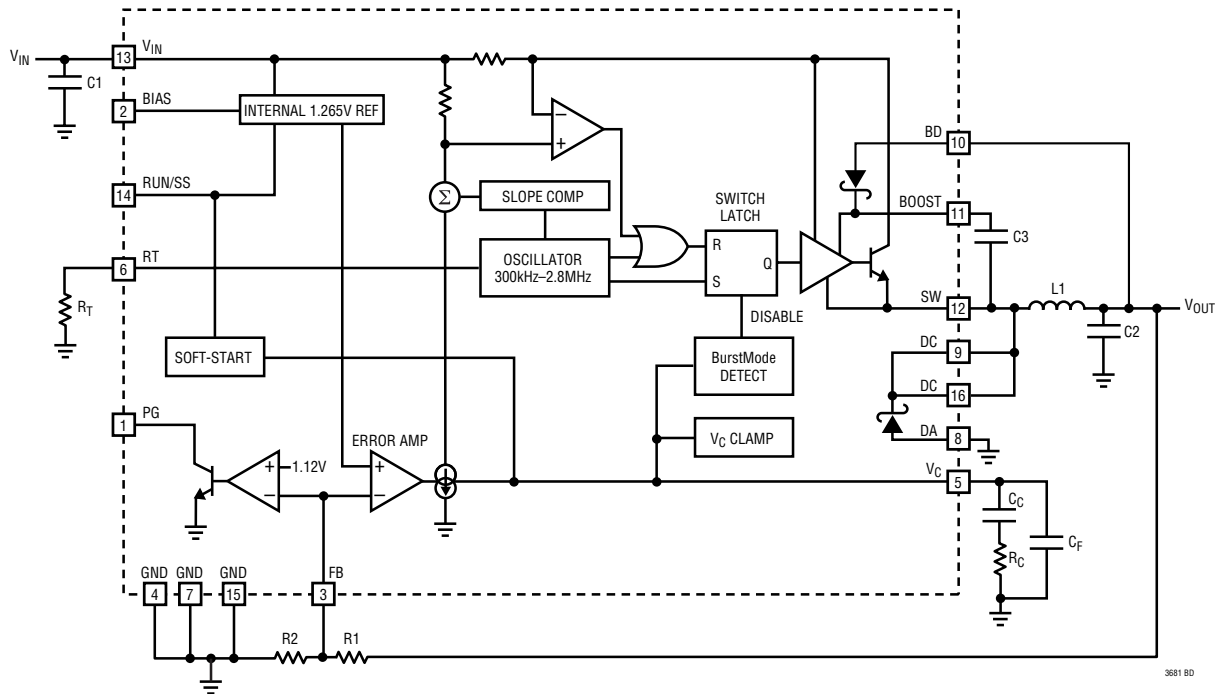 VIN
C1
13
VIN
2
BIAS
INTERNAL 1.265V REF
14
RUN/SS
6
RT
RT
−
+
Σ
SLOPE COMP
OSCILLATOR
300kHz–2.8MHz
SWITCH
LATCH
R
S
Q
DISABLE
BurstMode
DETECT
VC CLAMP
SOFT-START
1
PG
+
−
1.12V
ERROR AMP
+
−
BD
10
BOOST
11
C3
SW
12
L1
C2
VOUT
DC
9
DC
16
DA
8
VC
5
CC
RC
CF
GND
GND
GND
FB
4
7
15
3
R2
R1
3681 BD